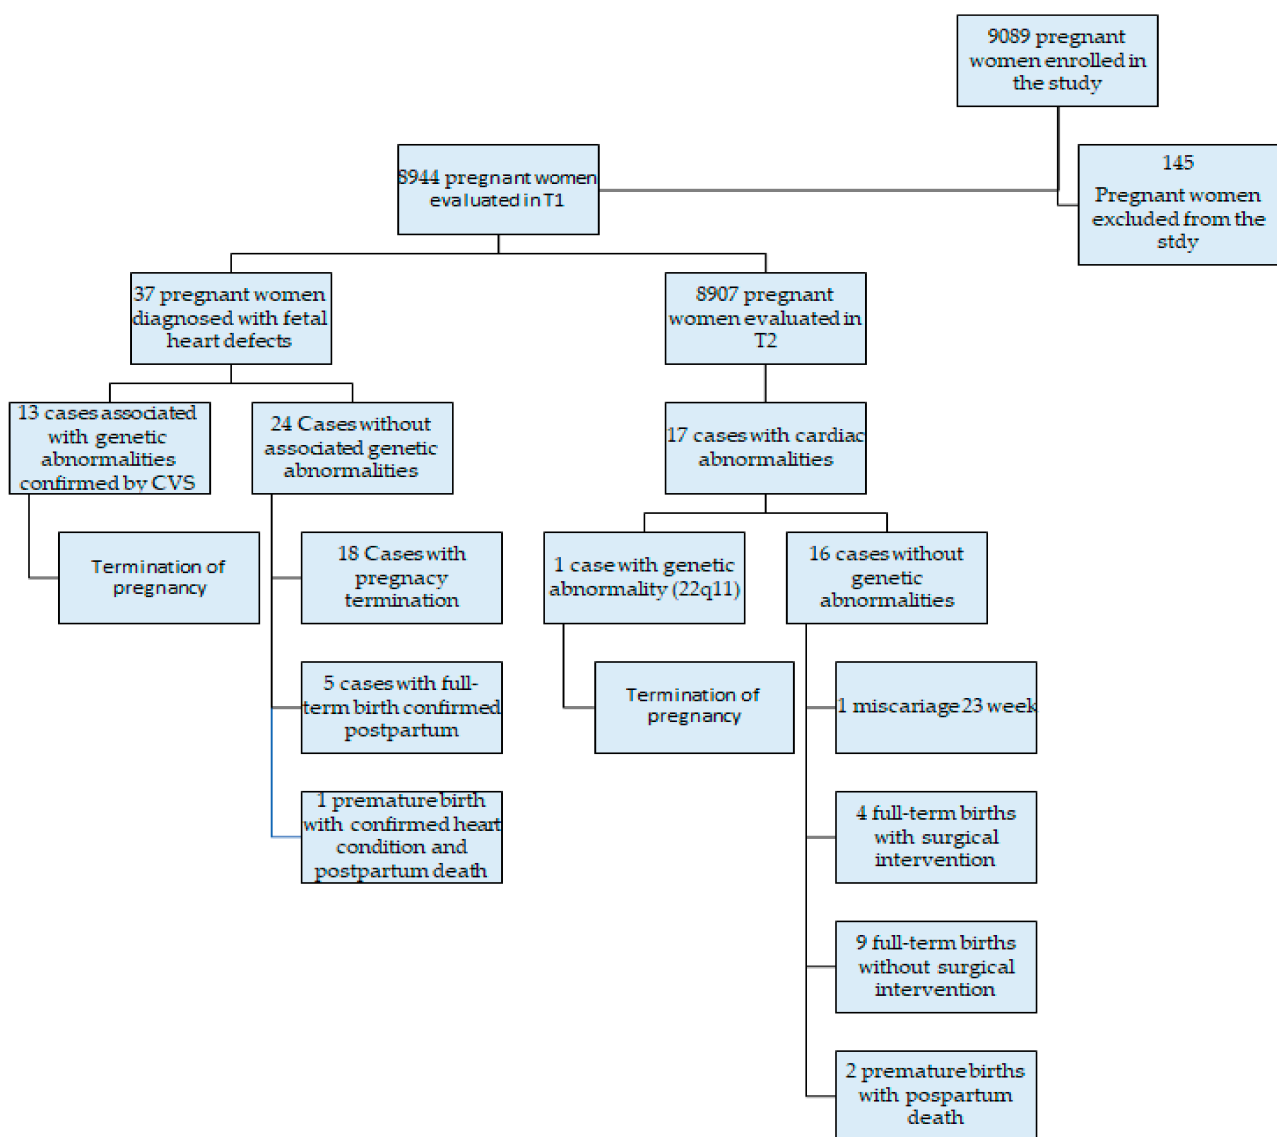 9089 pregnant
women enrolled in
the study
8944 pregnant women
evaluated in T1
145
Pregnant women
excluded from the
stdy
37 pregnant women
diagnosed with fetal
heart defects
8907 pregnant
women evaluated in
T2
13 cases associated
with genetic
abnormalities
confirmed by CVS
24 Cases without
associated genetic
abnormalities
17 cases with cardiac
abnormalities
Termination of
pregnancy
18 Cases with
pregnacy
termination
1 case with genetic
abnormality (22q11)
16 cases without
genetic
abnormalities
5 cases with full-
term birth confirmed
postpartum
Termination of
pregnancy
1 miscariage 23 week
1 premature birth
with confirmed heart
condition and
postpartum death
4 full-term births
with surgical
intervention
9 full-term births
without surgical
intervention
2 premature births
with pospartum
death